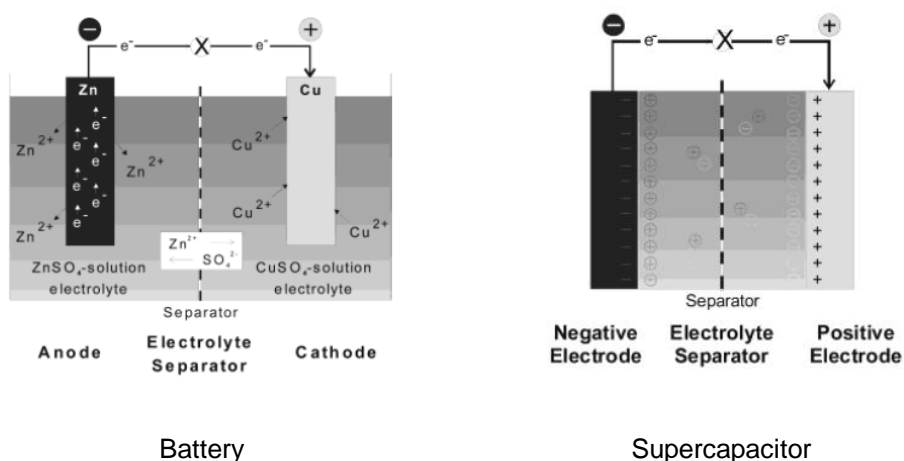 − e⁻ X e⁻ +
Zn
Cu
e⁻
e⁻
e⁻
e⁻
e⁻
e⁻
Zn²⁺
Zn²⁺
Zn²⁺
Cu²⁺
Cu²⁺
Cu²⁺
Zn²⁺
SO₄²⁻
ZnSO₄-solution
electrolyte
CuSO₄-solution
electrolyte
Separator
Anode
Electrolyte
Separator
Cathode
Battery
− e⁻ X e⁻ +
Separator
Negative
Electrode
Electrolyte
Separator
Positive
Electrode
Supercapacitor